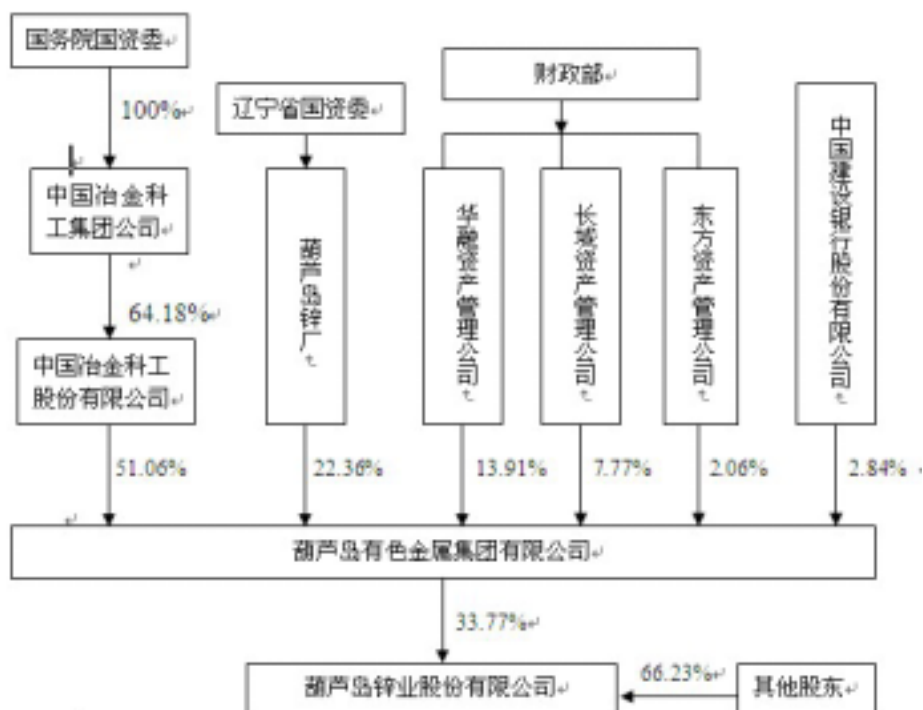 国务院国资委
财政部
100%
辽宁省国资委
中国冶金科
工集团公司
葫芦岛锌厂
华融资产管理公司
长城资产管理公司
东方资产管理公司
中国建设银行股份有限公司
64.18%
中国冶金科工
股份有限公司
51.06%
22.36%
13.91%
7.77%
2.06%
2.84%
葫芦岛有色金属集团有限公司
33.77%
葫芦岛锌业股份有限公司
66.23%
其他股东